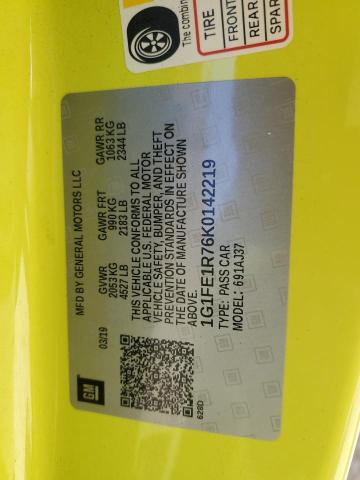 The combin
TIRE
FRONT
REAR
SPAR
MFD BY GENERAL MOTORS LLC
03/19
GM
GVWR GAWR FRT GAWR RR
2053 KG 990 KG 1063 KG
4527 LB 2183 LB 2344 LB
THIS VEHICLE CONFORMS TO ALL
APPLICABLE U.S. FEDERAL MOTOR
VEHICLE SAFETY, BUMPER, AND THEFT
PREVENTION STANDARDS IN EFFECT ON
THE DATE OF MANUFACTURE SHOWN
ABOVE.
1G1FE1R76K0142219
TYPE: PASS CAR
MODEL: 691AJ37
628D